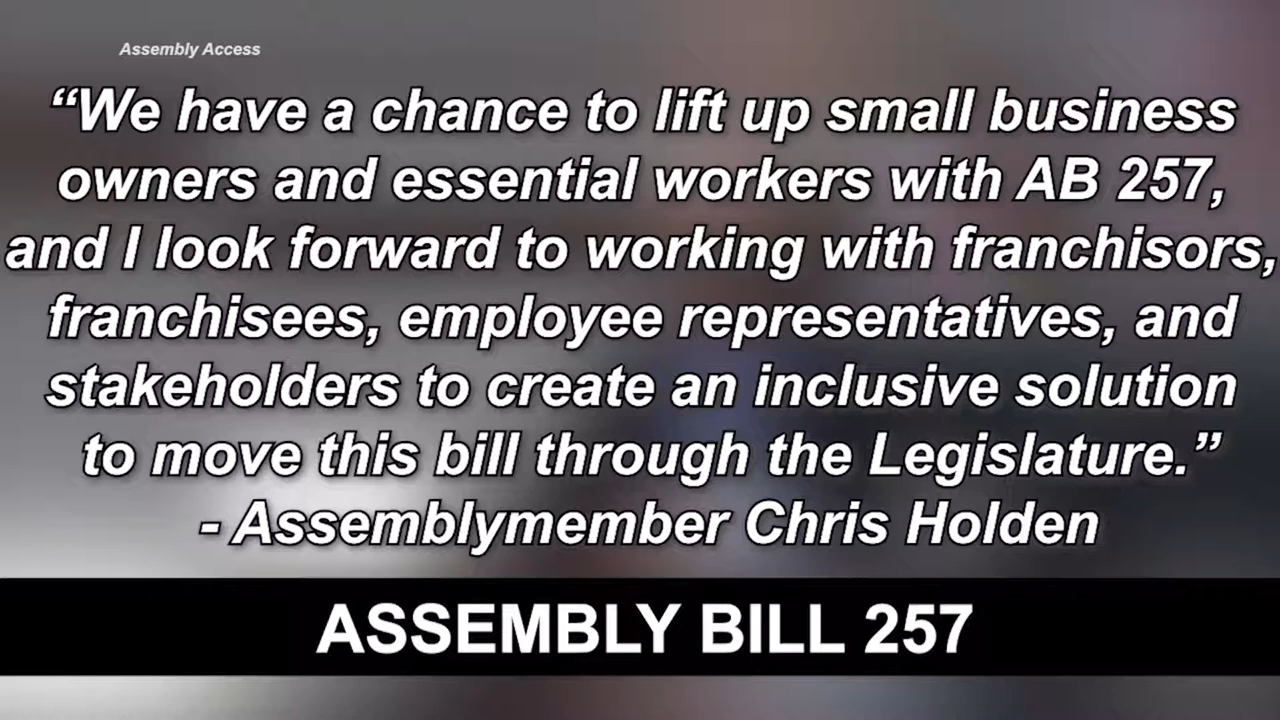 Assembly Access
“We have a chance to lift up small business
owners and essential workers with AB 257,
and I look forward to working with franchisors,
franchisees, employee representatives, and
stakeholders to create an inclusive solution
to move this bill through the Legislature.”
- Assemblymember Chris Holden
ASSEMBLY BILL 257